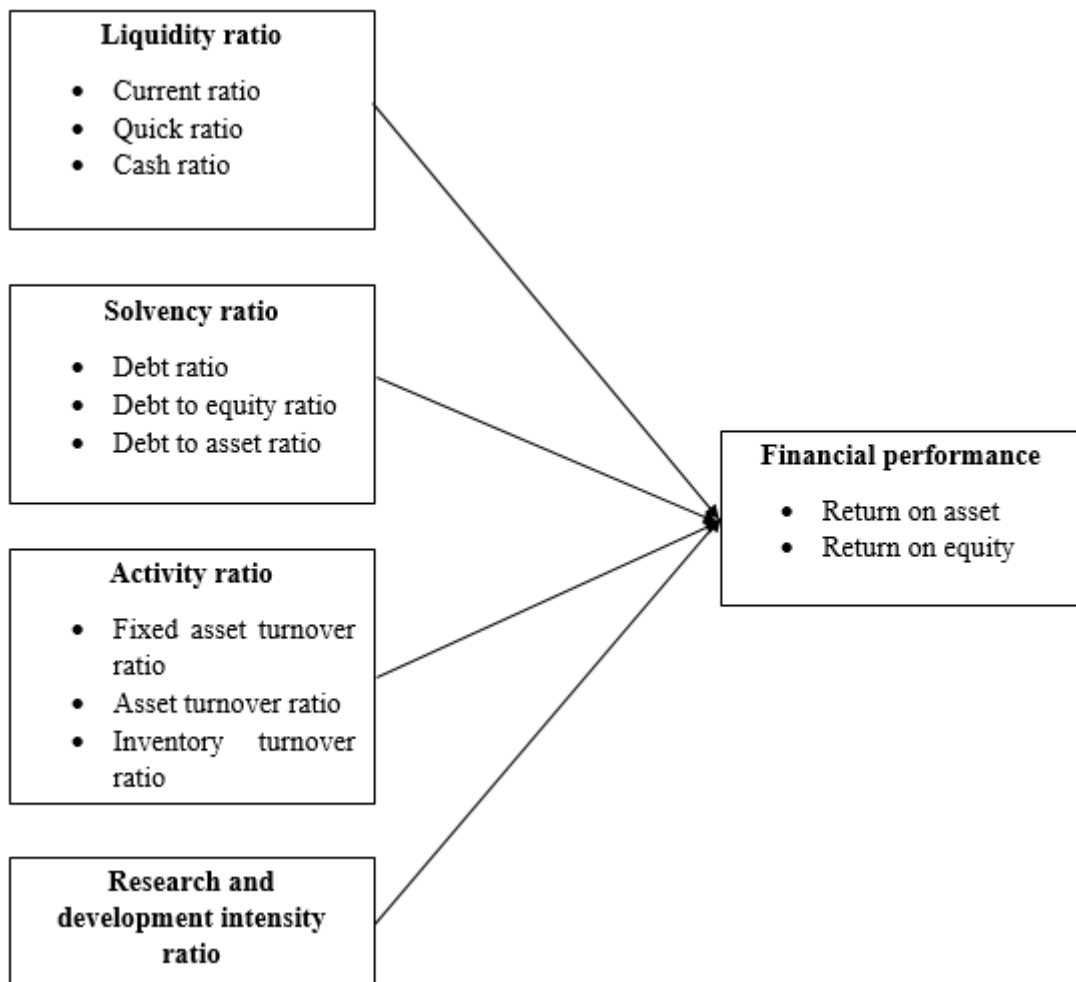 Liquidity ratio
• Current ratio
• Quick ratio
• Cash ratio
Solvency ratio
• Debt ratio
• Debt to equity ratio
• Debt to asset ratio
Activity ratio
• Fixed asset turnover
ratio
• Asset turnover ratio
• Inventory turnover
ratio
Research and
development intensity
ratio
Financial performance
• Return on asset
• Return on equity